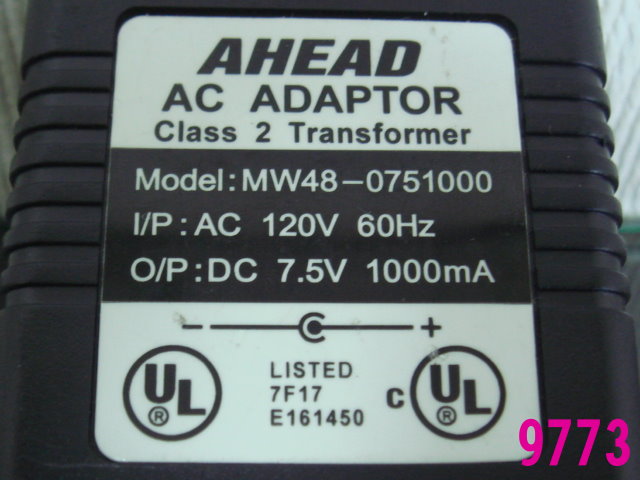 AHEAD
AC ADAPTOR
Class 2 Transformer
Model:MW48-0751000
I/P:AC 120V 60Hz
O/P:DC 7.5V 1000mA
- +
UL® LISTED c UL®
7F17
E161450
9773